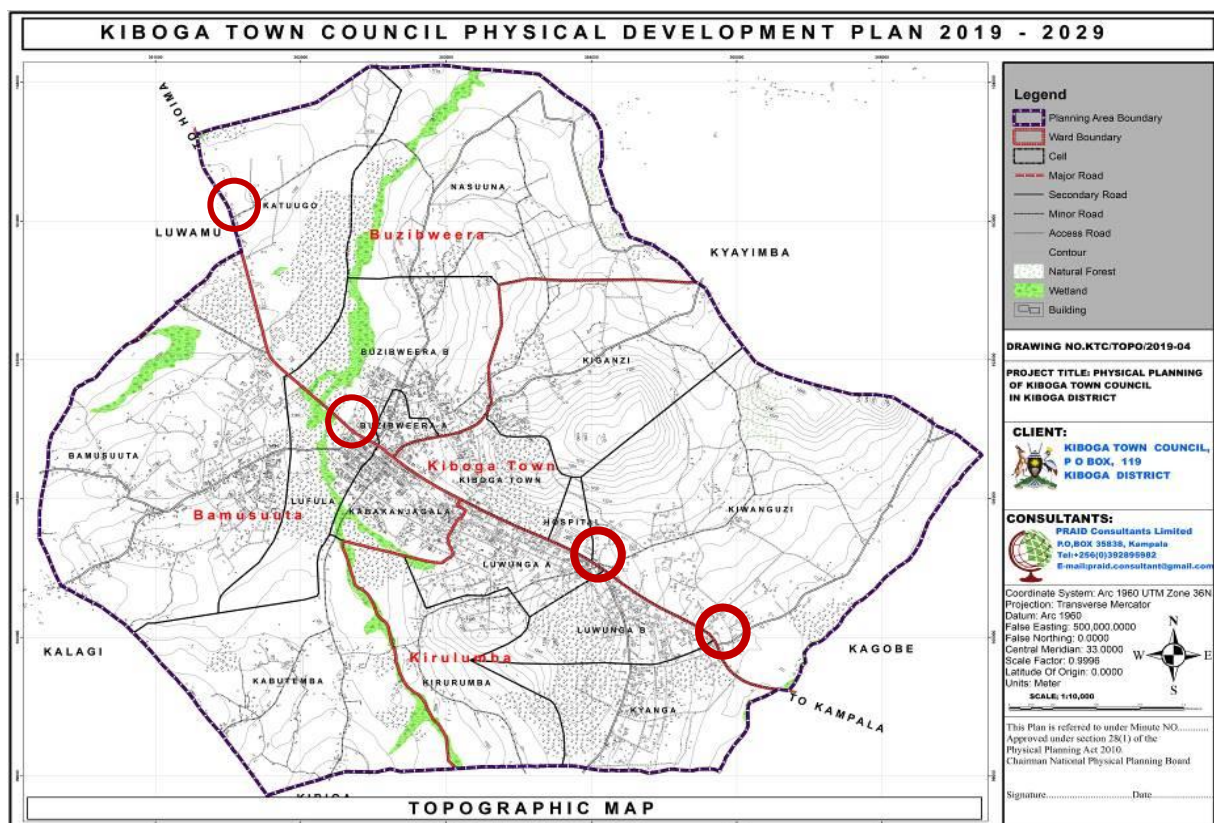 KIBOGA TOWN COUNCIL PHYSICAL DEVELOPMENT PLAN 2019 - 2029
TO HOIMA
KATUUGO
LUWAMU
NASUUNA
Buzibweera
KYAYIMBA
BUZIBWEERA B
KIGANZI
BUZIBWEERA A
BAMUSUUTA
Kiboga Town
KIBOGA TOWN
LUFULA
Bamusuuta
KABAKANJAGALA
HOSPITAL
KIWANGUZI
LUWUNGA A
LUWUNGA B
KALAGI
KAGOBE
Kirulumba
KABUTEMBA
KIRURUMBA
KYANGA
TO KAMPALA
TOPOGRAPHIC MAP
Legend
Planning Area Boundary
Ward Boundary
Cell
Major Road
Secondary Road
Minor Road
Access Road
Contour
Natural Forest
Wetland
Building
DRAWING NO.KTC/TOPO/2019-04
PROJECT TITLE: PHYSICAL PLANNING
OF KIBOGA TOWN COUNCIL
IN KIBOGA DISTRICT
CLIENT:
KIBOGA TOWN COUNCIL,
P O BOX, 119
KIBOGA DISTRICT
CONSULTANTS:
PRAID Consultants Limited
P.O,BOX 35838, Kampala
Tel:+256(0)392895982
E-mail:praid.consultant@gmail.com
Coordinate System: Arc 1960 UTM Zone 36N
Projection: Transverse Mercator
Datum: Arc 1960
False Easting: 500,000.0000
False Northing: 0.0000
Central Meridian: 33.0000
Scale Factor: 0.9996
Latitude Of Origin: 0.0000
Units: Meter
N
W E
S
SCALE; 1:10,000
This Plan is referred to under Minute NO............
Approved under section 28(1) of the
Physical Planning Act 2010.
Chairman National Physical Planning Board
Signature........................Date..................